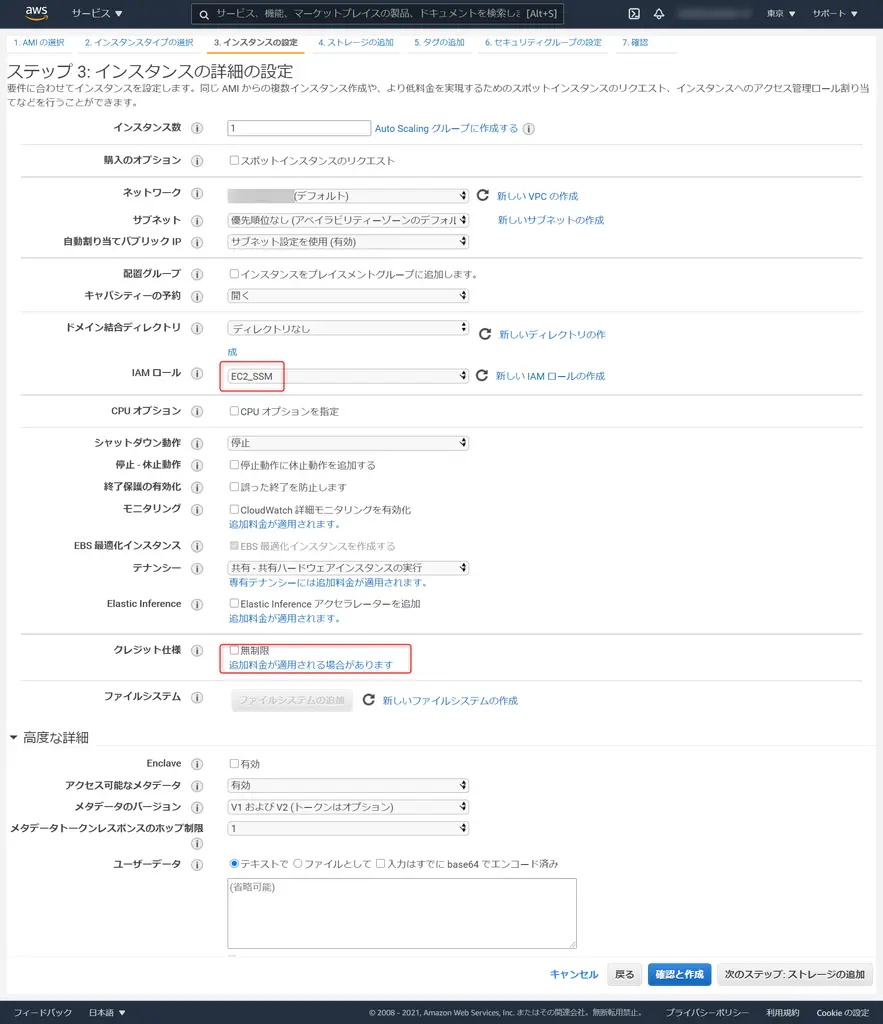 aws
サービス
サービス、機能、マーケットプレイスの製品、ドキュメントを検索しま [Alt+S]
東京
サポート
1. AMI の選択
2. インスタンスタイプの選択
3. インスタンスの設定
4. ストレージの追加
5. タグの追加
6. セキュリティグループの設定
7. 確認
ステップ 3: インスタンスの詳細の設定
要件に合わせてインスタンスを設定します。同じ AMI からの複数インスタンス作成や、より低料金を実現するためのスポットインスタンスのリクエスト、インスタンスへのアクセス管理ロール割り当
てなどを行うことができます。
インスタンス数 1 Auto Scaling グループに作成する
購入のオプション スポットインスタンスのリクエスト
ネットワーク (デフォルト) 新しい VPC の作成
サブネット 優先順位なし (アベイラビリティーゾーンのデフォル 新しいサブネットの作成
自動割り当てパブリック IP サブネット設定を使用 (有効)
配置グループ インスタンスをプレイスメントグループに追加します。
キャパシティーの予約 開く
ドメイン結合ディレクトリ ディレクトリなし 新しいディレクトリの作
成
IAM ロール EC2_SSM 新しい IAM ロールの作成
CPU オプション CPU オプションを指定
シャットダウン動作 停止
停止 - 休止動作 停止動作に休止動作を追加する
終了保護の有効化 誤った終了を防止します
モニタリング CloudWatch 詳細モニタリングを有効化
追加料金が適用されます。
EBS 最適化インスタンス EBS 最適化インスタンスを作成する
テナンシー 共有 - 共有ハードウェアインスタンスの実行
専有テナンシーには追加料金が適用されます。
Elastic Inference Elastic Inference アクセラレーターを追加
追加料金が適用されます。
クレジット仕様 無制限
追加料金が適用される場合があります
ファイルシステム ファイルシステムの追加 新しいファイルシステムの作成
高度な詳細
Enclave 有効
アクセス可能なメタデータ 有効
メタデータのバージョン V1 および V2 (トークンはオプション)
メタデータトークンレスポンスのホップ制限 1
ユーザーデータ テキストで ファイルとして 入力はすでに base64 でエンコード済み
(省略可能)
キャンセル 戻る 確認と作成 次のステップ: ストレージの追加
フィードバック 日本語 © 2008 - 2021, Amazon Web Services, Inc. またはその関連会社。無断転用禁止。 プライバシーポリシー 利用規約 Cookie の設定